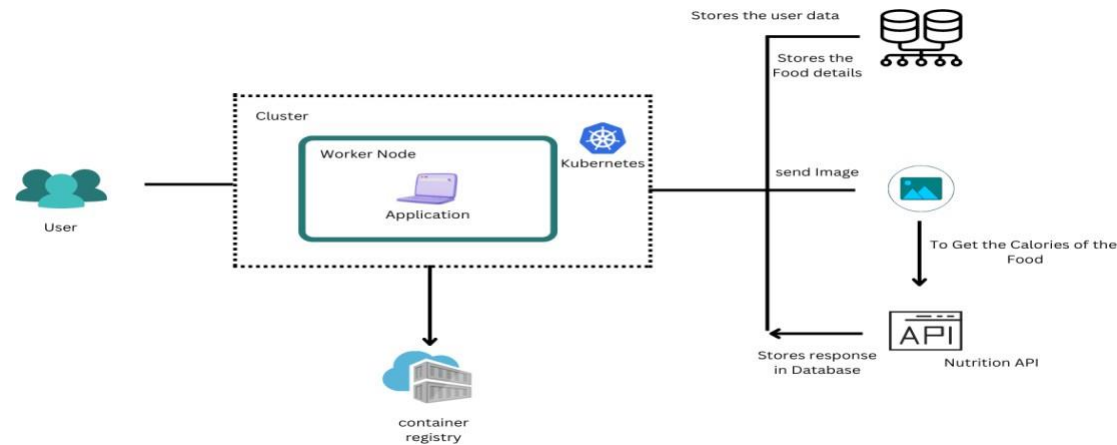 Stores the user data
Stores the
Food details
Cluster
Worker Node
Kubernetes
Application
User
send Image
To Get the Calories of the
Food
API
Nutrition API
Stores response
in Database
container
registry